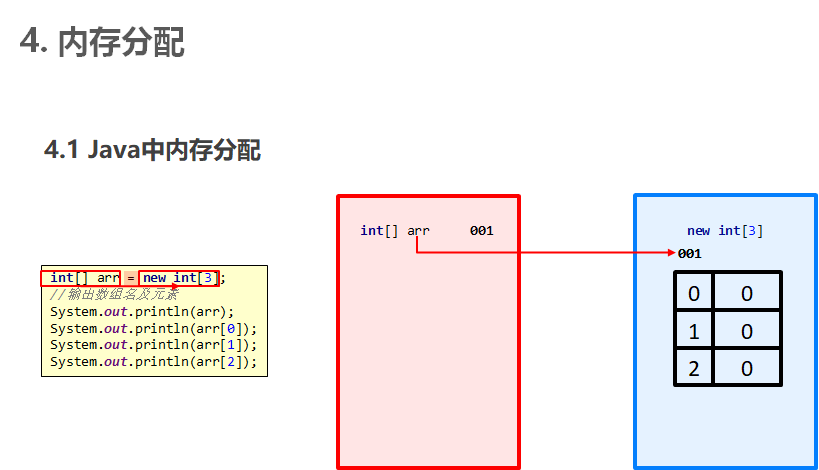 4. 内存分配
4.1 Java中内存分配
int[] arr = new int[3];
//输出数组名及元素
System.out.println(arr);
System.out.println(arr[0]);
System.out.println(arr[1]);
System.out.println(arr[2]);
int[] arr 001
new int[3]
001
0 0
1 0
2 0